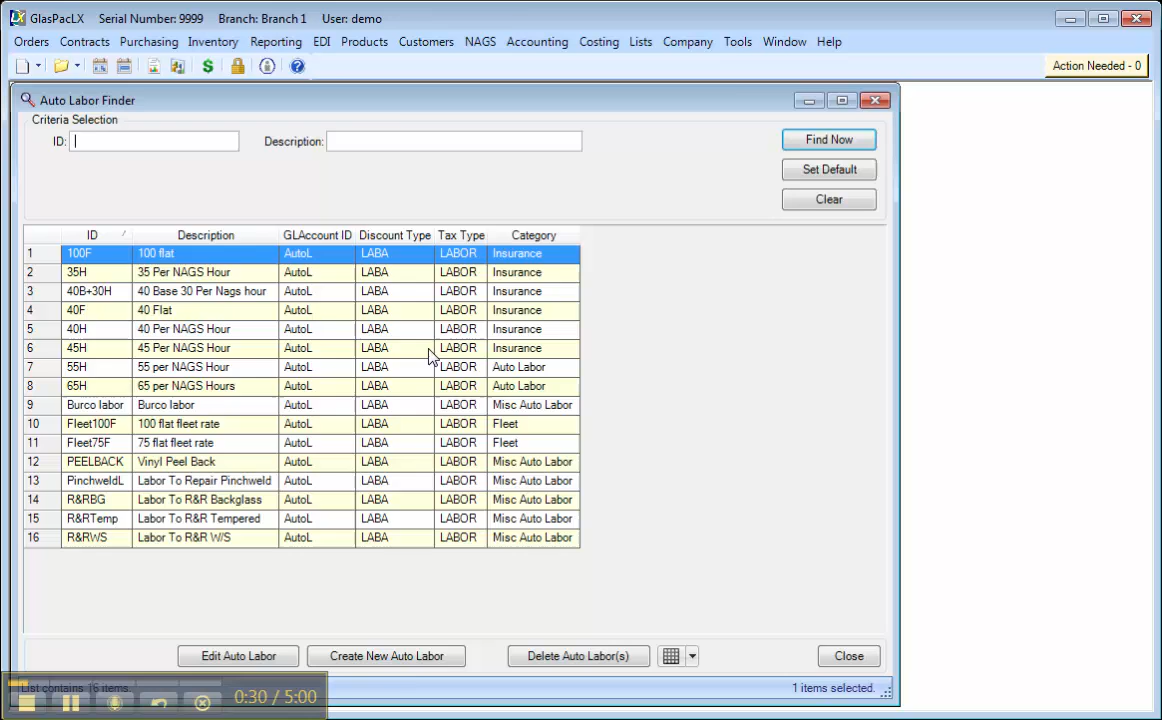 GlasPacLX Serial Number: 9999 Branch: Branch 1 User: demo
Orders Contracts Purchasing Inventory Reporting EDI Products Customers NAGS Accounting Costing Lists Company Tools Window Help
Action Needed - 0
Auto Labor Finder
Criteria Selection
ID: Description: Find Now
Set Default
Clear
ID Description GLAccount ID Discount Type Tax Type Category
1 100F 100 flat AutoL LABA LABOR Insurance
2 35H 35 Per NAGS Hour AutoL LABA LABOR Insurance
3 40B+30H 40 Base 30 Per Nags hour AutoL LABA LABOR Insurance
4 40F 40 Flat AutoL LABA LABOR Insurance
5 40H 40 Per NAGS Hour AutoL LABA LABOR Insurance
6 45H 45 Per NAGS Hour AutoL LABA LABOR Insurance
7 55H 55 per NAGS Hour AutoL LABA LABOR Auto Labor
8 65H 65 per NAGS Hours AutoL LABA LABOR Auto Labor
9 Burco labor Burco labor AutoL LABA LABOR Misc Auto Labor
10 Fleet100F 100 flat fleet rate AutoL LABA LABOR Fleet
11 Fleet75F 75 flat fleet rate AutoL LABA LABOR Fleet
12 PEELBACK Vinyl Peel Back AutoL LABA LABOR Misc Auto Labor
13 PinchweldL Labor To Repair Pinchweld AutoL LABA LABOR Misc Auto Labor
14 R&RBG Labor To R&R Backglass AutoL LABA LABOR Misc Auto Labor
15 R&RTemp Labor To R&R Tempered AutoL LABA LABOR Misc Auto Labor
16 R&RWS Labor To R&R W/S AutoL LABA LABOR Misc Auto Labor
Edit Auto Labor Create New Auto Labor Delete Auto Labor(s) Close
List contains 16 items. 1 items selected.
0:30 / 5:00